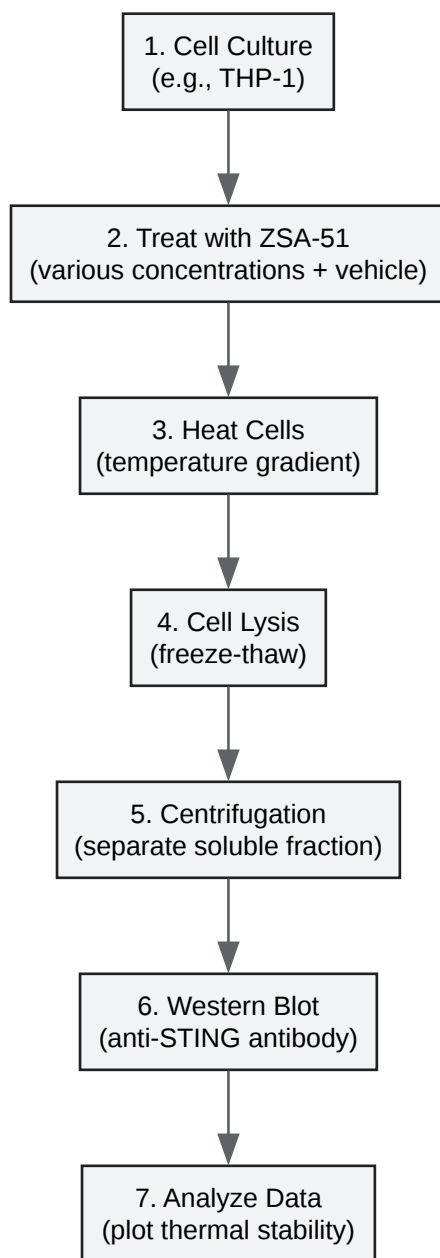 1. Cell Culture
(e.g., THP-1)
2. Treat with ZSA-51
(various concentrations + vehicle)
3. Heat Cells
(temperature gradient)
4. Cell Lysis
(freeze-thaw)
5. Centrifugation
(separate soluble fraction)
6. Western Blot
(anti-STING antibody)
7. Analyze Data
(plot thermal stability)